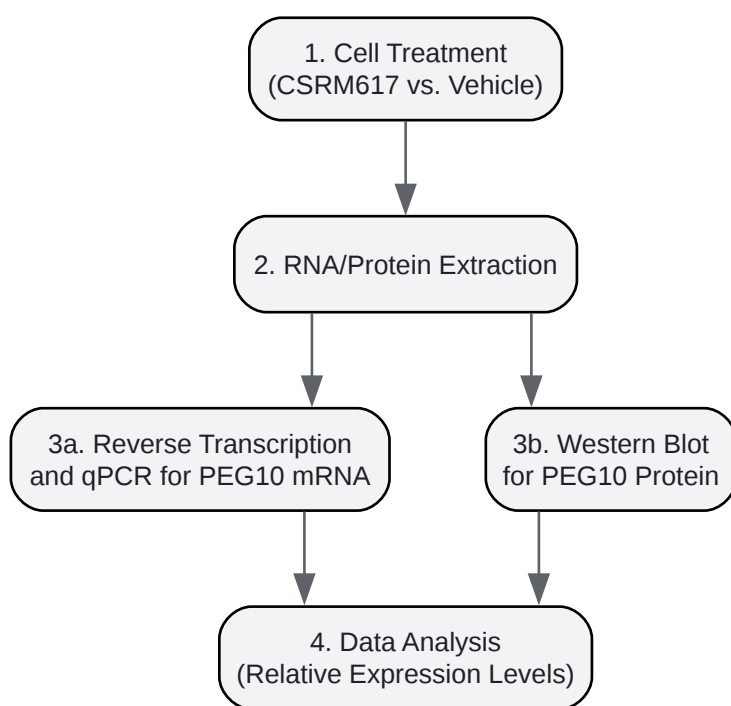 1. Cell Treatment
(CSRM617 vs. Vehicle)
2. RNA/Protein Extraction
3a. Reverse Transcription
and qPCR for PEG10 mRNA
3b. Western Blot
for PEG10 Protein
4. Data Analysis
(Relative Expression Levels)